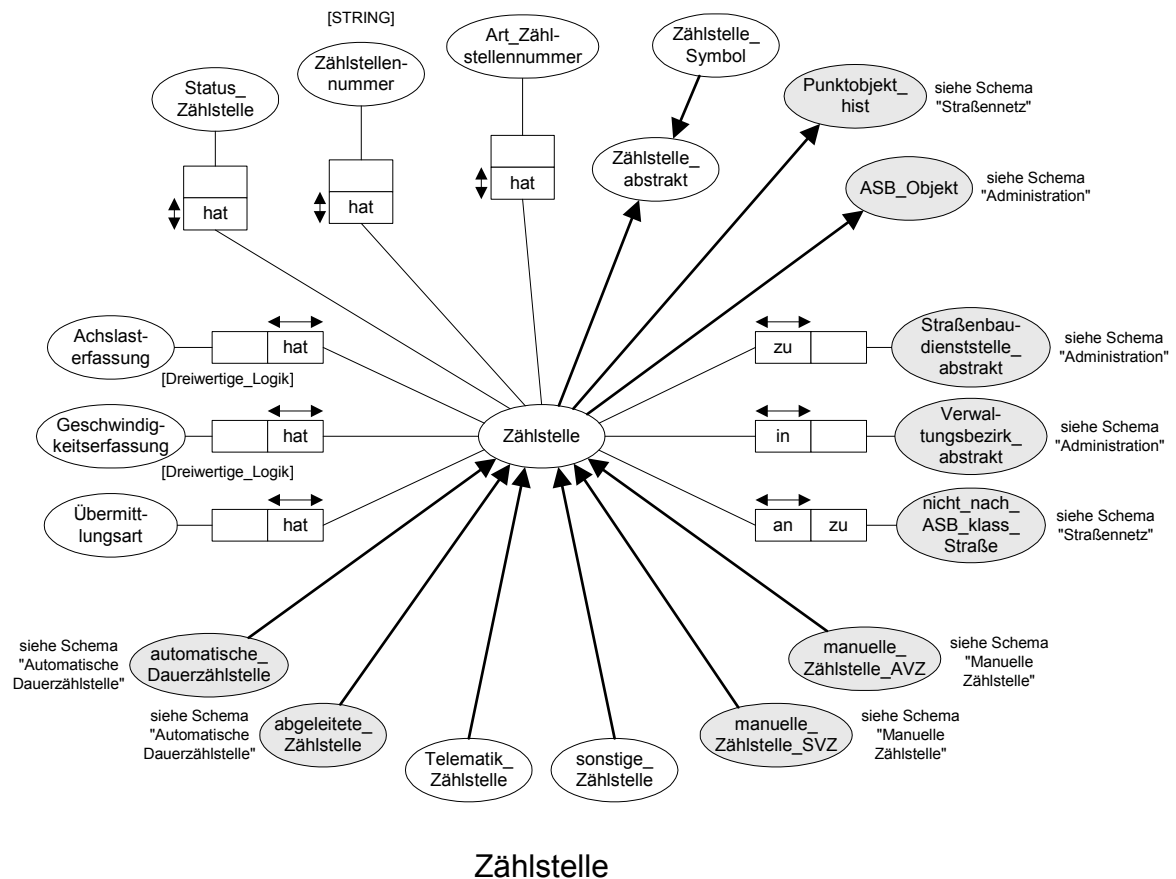 [STRING]
Status_
Zählstelle
Zählstellen-
nummer
Art_Zähl-
stellennummer
Zählstelle_
Symbol
Punktobjekt_
hist
siehe Schema
"Straßennetz"
hat
hat
hat
Zählstelle_
abstrakt
ASB_Objekt
siehe Schema
"Administration"
Achslast-
erfassung
hat
[Dreiwertige_Logik]
zu
Straßenbau-
dienststelle_
abstrakt
siehe Schema
"Administration"
Geschwindig-
keitserfassung
hat
[Dreiwertige_Logik]
Zählstelle
in
Verwal-
tungsbezirk_
abstrakt
siehe Schema
"Administration"
Übermitt-
lungsart
hat
an
zu
nicht_nach_
ASB_klass_
Straße
siehe Schema
"Straßennetz"
siehe Schema
"Automatische
Dauerzählstelle"
automatische_
Dauerzählstelle
siehe Schema
"Automatische
Dauerzählstelle"
abgeleitete_
Zählstelle
Telematik_
Zählstelle
sonstige_
Zählstelle
manuelle_
Zählstelle_SVZ
siehe Schema
"Manuelle
Zählstelle"
manuelle_
Zählstelle_AVZ
siehe Schema
"Manuelle
Zählstelle"
Zählstelle